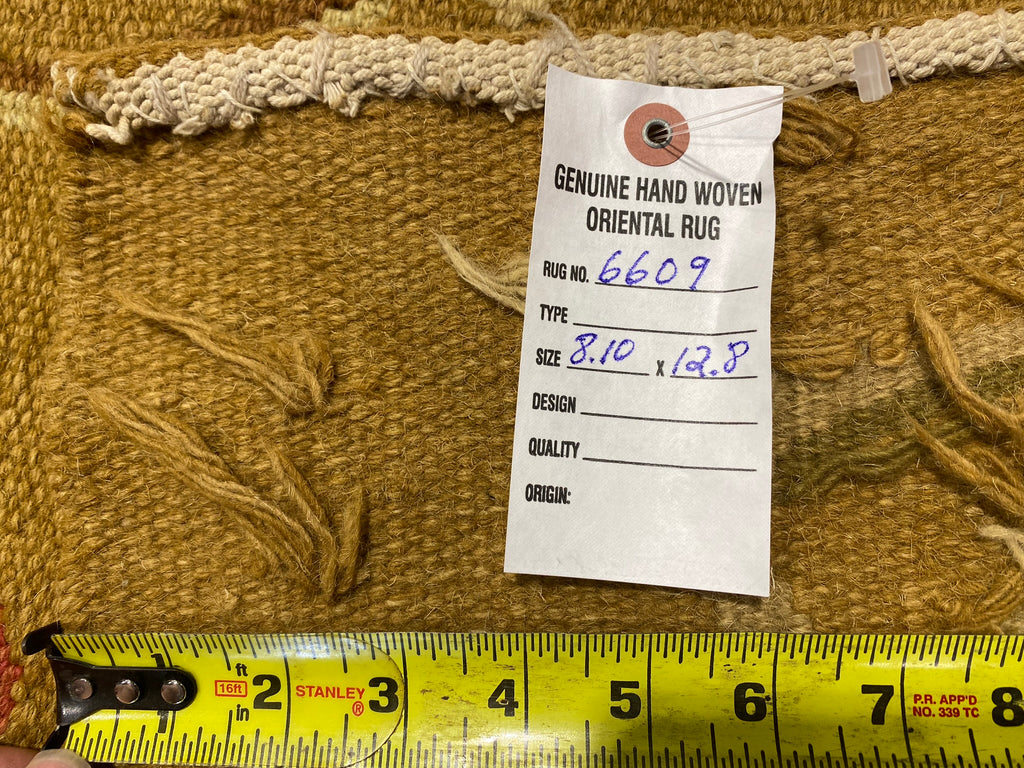 GENUINE HAND WOVEN
ORIENTAL RUG
RUG NO. 6609
TYPE
SIZE 8.10 X 12.8
DESIGN
QUALITY
ORIGIN:
1 ft 16ft in 2 STANLEY ® 3 4 5 6 7 P.R. APP'D NO. 339 TC 8